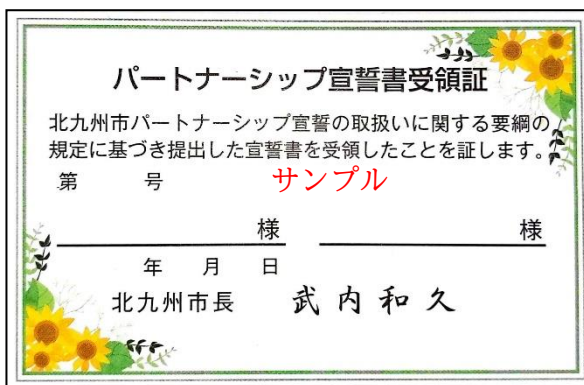 パートナーシップ宣誓書受領証
北九州市パートナーシップ宣誓の取扱いに関する要綱の
規定に基づき提出した宣誓書を受領したことを証します。
第　　　号　　　サンプル
様　　　様
年　月　日
北九州市長　武内和久